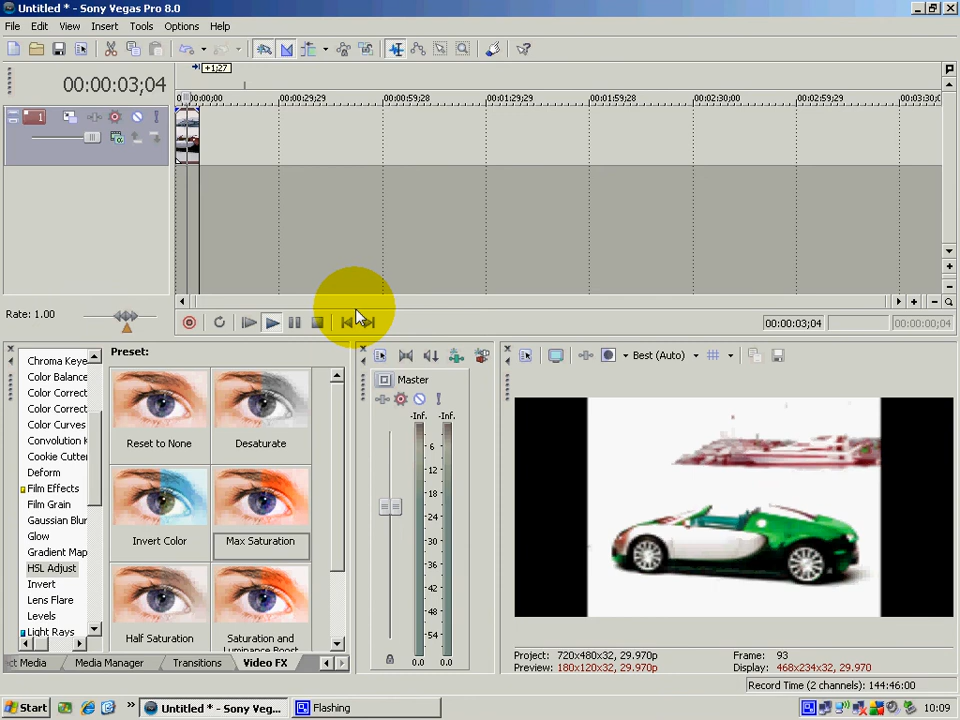 Untitled * - Sony Vegas Pro 8.0
File Edit View Insert Tools Options Help
+1;27
00:00:03;04
00:00:00 00:00:29;29 00:00:59;28 00:01:29;29 00:01:59;28 00:02:30;00 00:02:59;29 00:03:30;0
1
Rate: 1.00
00:00:03;04 00:00:00;04
Chroma Keye
Color Balance
Color Correct
Color Correct
Color Curves
Convolution K
Cookie Cutter
Deform
Film Effects
Film Grain
Gaussian Blur
Glow
Gradient Map
HSL Adjust
Invert
Lens Flare
Levels
Light Rays
Preset:
Reset to None
Desaturate
Invert Color
Max Saturation
Half Saturation
Saturation and
Luminance Boost
ct Media Media Manager Transitions Video FX
Master
-Inf. -Inf.
6
12
18
24
30
36
42
48
54
0.0 0.0
Best (Auto)
Project: 720x480x32, 29.970p
Preview: 180x120x32, 29.970p
Frame: 93
Display: 468x234x32, 29.970
Record Time (2 channels): 144:46:00
Start
Untitled * - Sony Veg...
Flashing
10:09